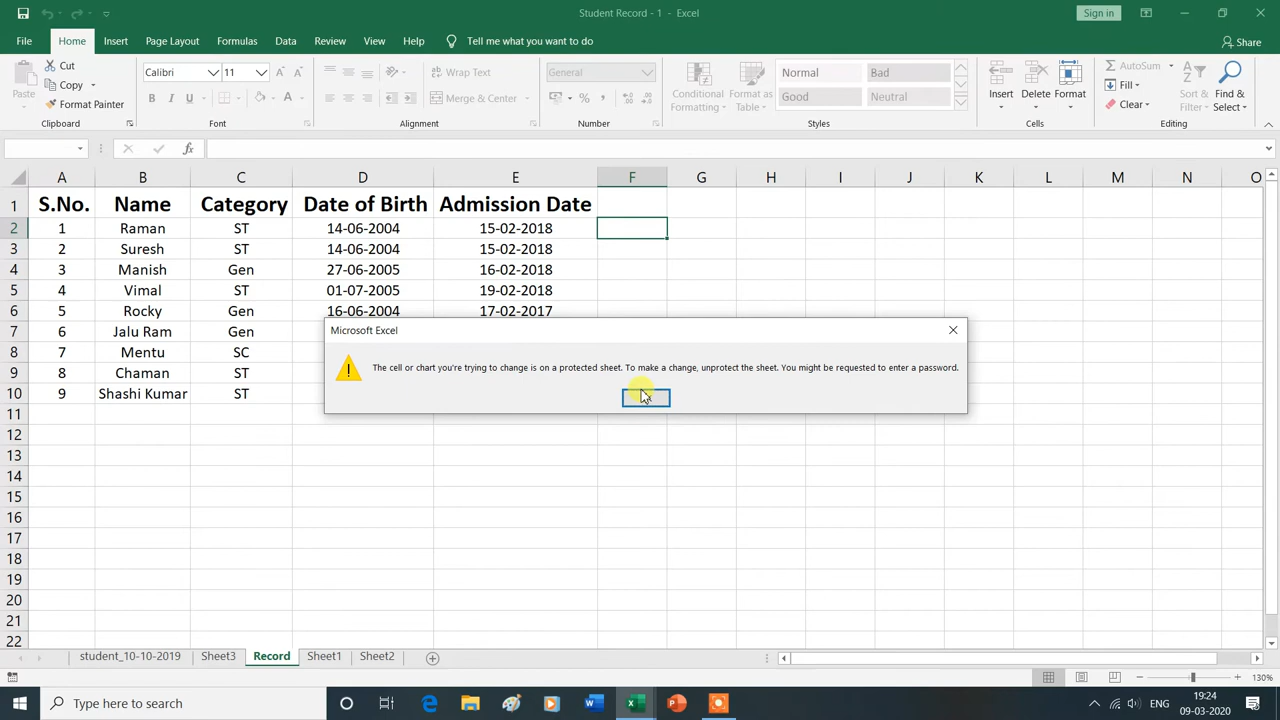 Student Record - 1 - Excel
Sign in
File Home Insert Page Layout Formulas Data Review View Help Tell me what you want to do
Share
Paste
Cut
Copy
Format Painter
Clipboard
Calibri 11
B I U
Font
Wrap Text
Merge & Center
Alignment
General
%
Number
Conditional Formatting
Format as Table
Normal Bad
Good Neutral
Styles
Insert Delete Format
Cells
AutoSum
Fill
Clear
Sort & Filter
Find & Select
Editing
fx
A B C D E F G H I J K L M N O
1 S.No. Name Category Date of Birth Admission Date
2 1 Raman ST 14-06-2004 15-02-2018
3 2 Suresh ST 14-06-2004 15-02-2018
4 3 Manish Gen 27-06-2005 16-02-2018
5 4 Vimal ST 01-07-2005 19-02-2018
6 5 Rocky Gen 16-06-2004 17-02-2017
7 6 Jalu Ram Gen
8 7 Mentu SC
9 8 Chaman ST
10 9 Shashi Kumar ST
11
12
13
14
15
16
17
18
19
20
21
22
Microsoft Excel
The cell or chart you're trying to change is on a protected sheet. To make a change, unprotect the sheet. You might be requested to enter a password.
student_10-10-2019 Sheet3 Record Sheet1 Sheet2
130%
Type here to search
ENG
19:24
09-03-2020